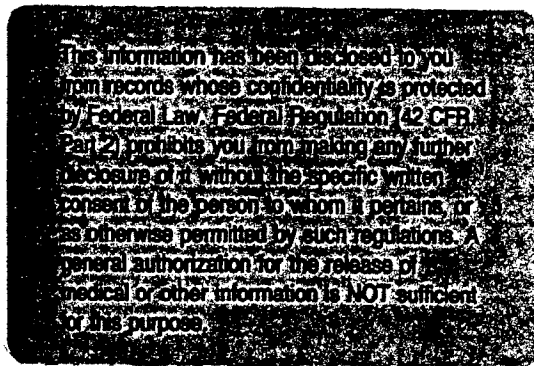 This information has been disclosed to you
from records whose confidentiality is protected
by Federal Law. Federal Regulation (42 CFR
Part 2) prohibits you from making any further
disclosure of it without the specific written
consent of the person to whom it pertains, or
as otherwise permitted by such regulations. A
general authorization for the release of
medical or other information is NOT sufficient
for this purpose.